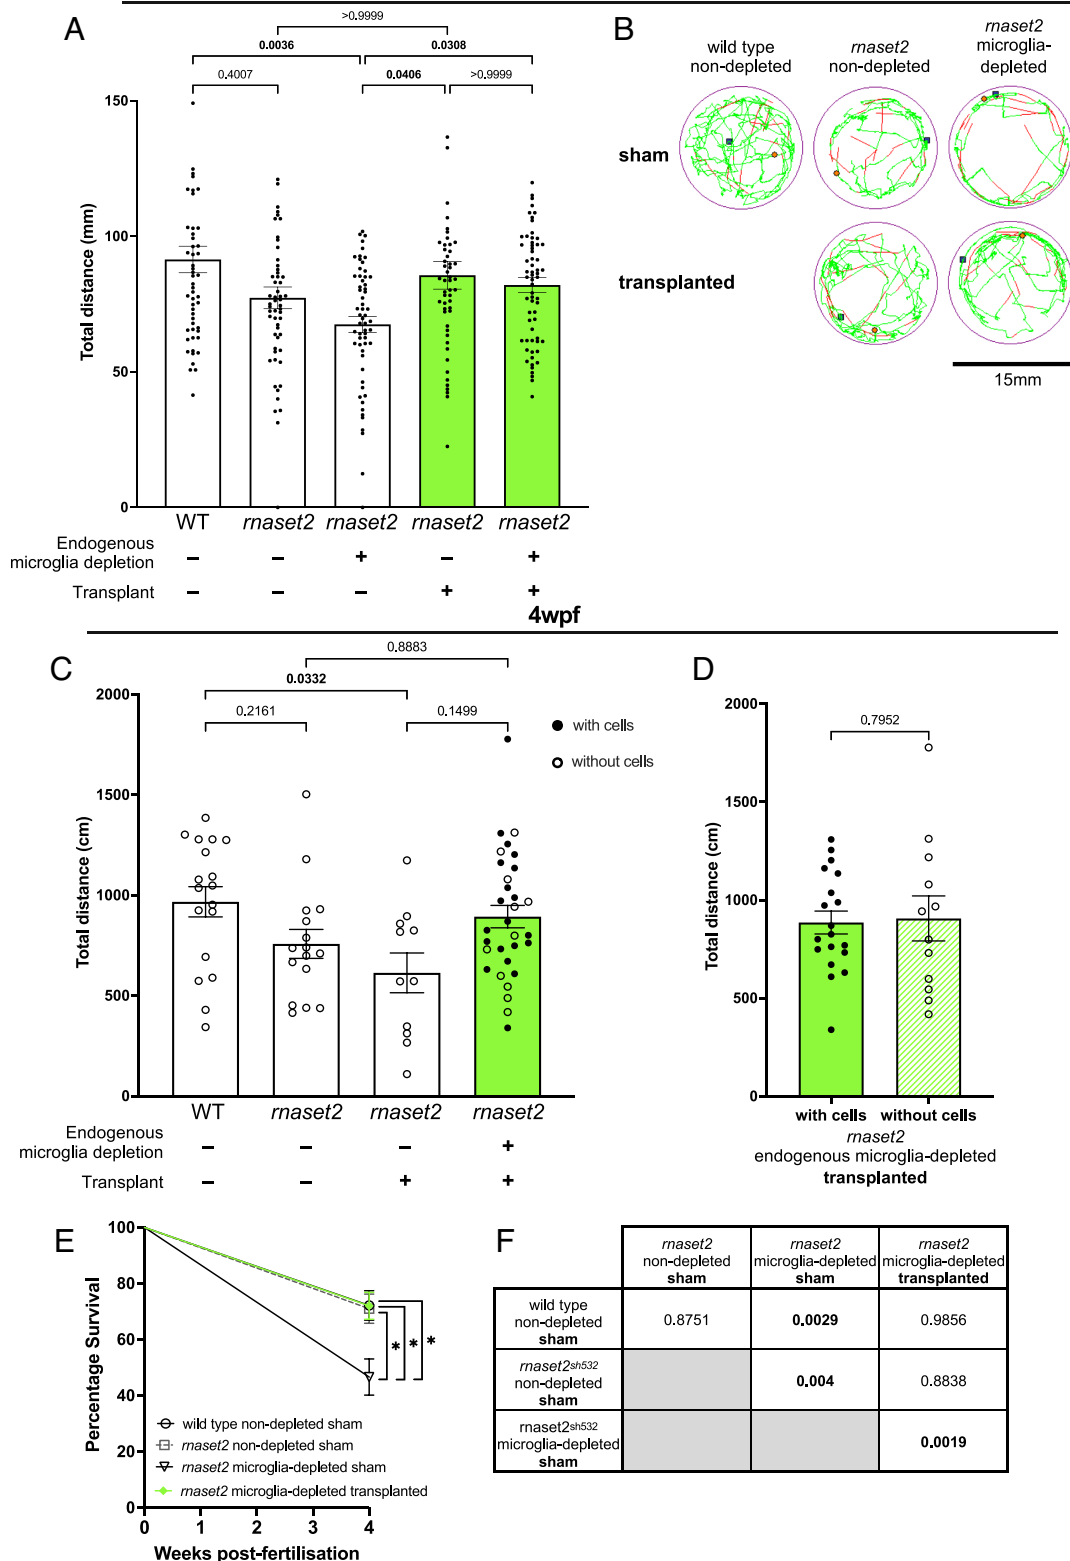 A
>0.9999
0.0036
0.0308
0.4007
0.0406
>0.9999
Total distance (mm)
150
100
50
0
WT
rnaset2
rnaset2
rnaset2
rnaset2
Endogenous
microglia depletion
– – + – +
Transplant
– – – + +
B
wild type
non-depleted
rnaset2
non-depleted
rnaset2
microglia-
depleted
sham
transplanted
15mm
4wpf
C
0.8883
0.0332
0.2161
0.1499
with cells
without cells
Total distance (cm)
2000
1500
1000
500
0
WT
rnaset2
rnaset2
rnaset2
Endogenous
microglia depletion
– – – +
Transplant
– – + +
D
0.7952
Total distance (cm)
2000
1500
1000
500
0
with cells
without cells
rnaset2
endogenous microglia-depleted
transplanted
E
Percentage Survival
100
80
60
40
20
0
* * *
wild type non-depleted sham
rnaset2 non-depleted sham
rnaset2 microglia-depleted sham
rnaset2 microglia-depleted transplanted
0 1 2 3 4
Weeks post-fertilisation
F
rnaset2
non-depleted
sham
rnaset2
microglia-depleted
sham
rnaset2
microglia-depleted
transplanted
wild type
non-depleted
sham
0.8751
0.0029
0.9856
rnaset2sh532
non-depleted
sham
0.004
0.8838
rnaset2sh532
microglia-depleted
sham
0.0019